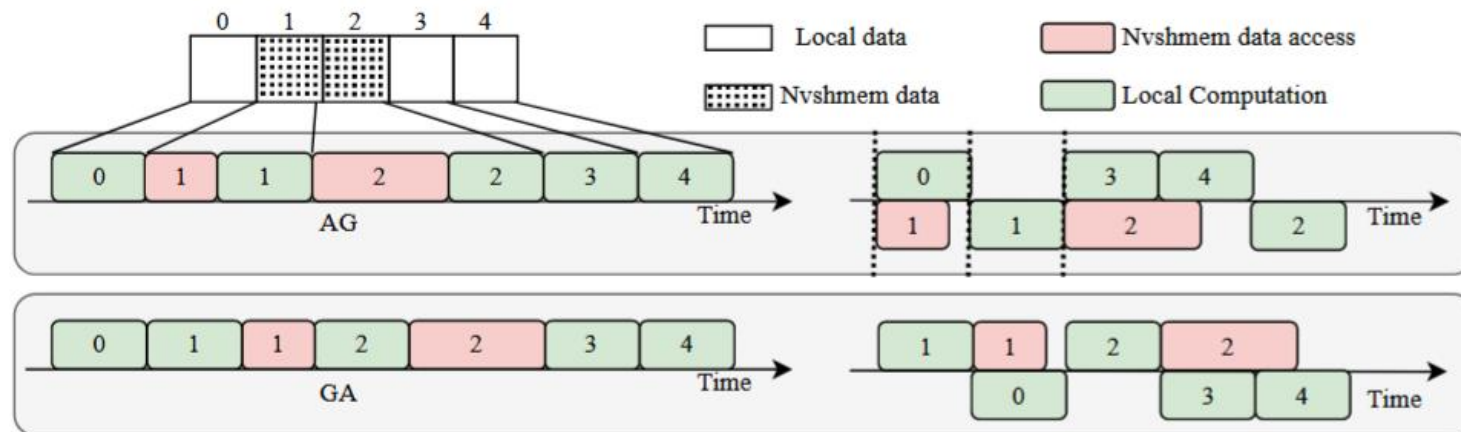 0 1 2 3 4
Local data
Nvshmem data access
Nvshmem data
Local Computation
0 1 1 2 2 3 4
Time
AG
0 3 4
1 1 2 2
Time
0 1 1 2 2 3 4
Time
GA
1 1 2 2
0 3 4
Time